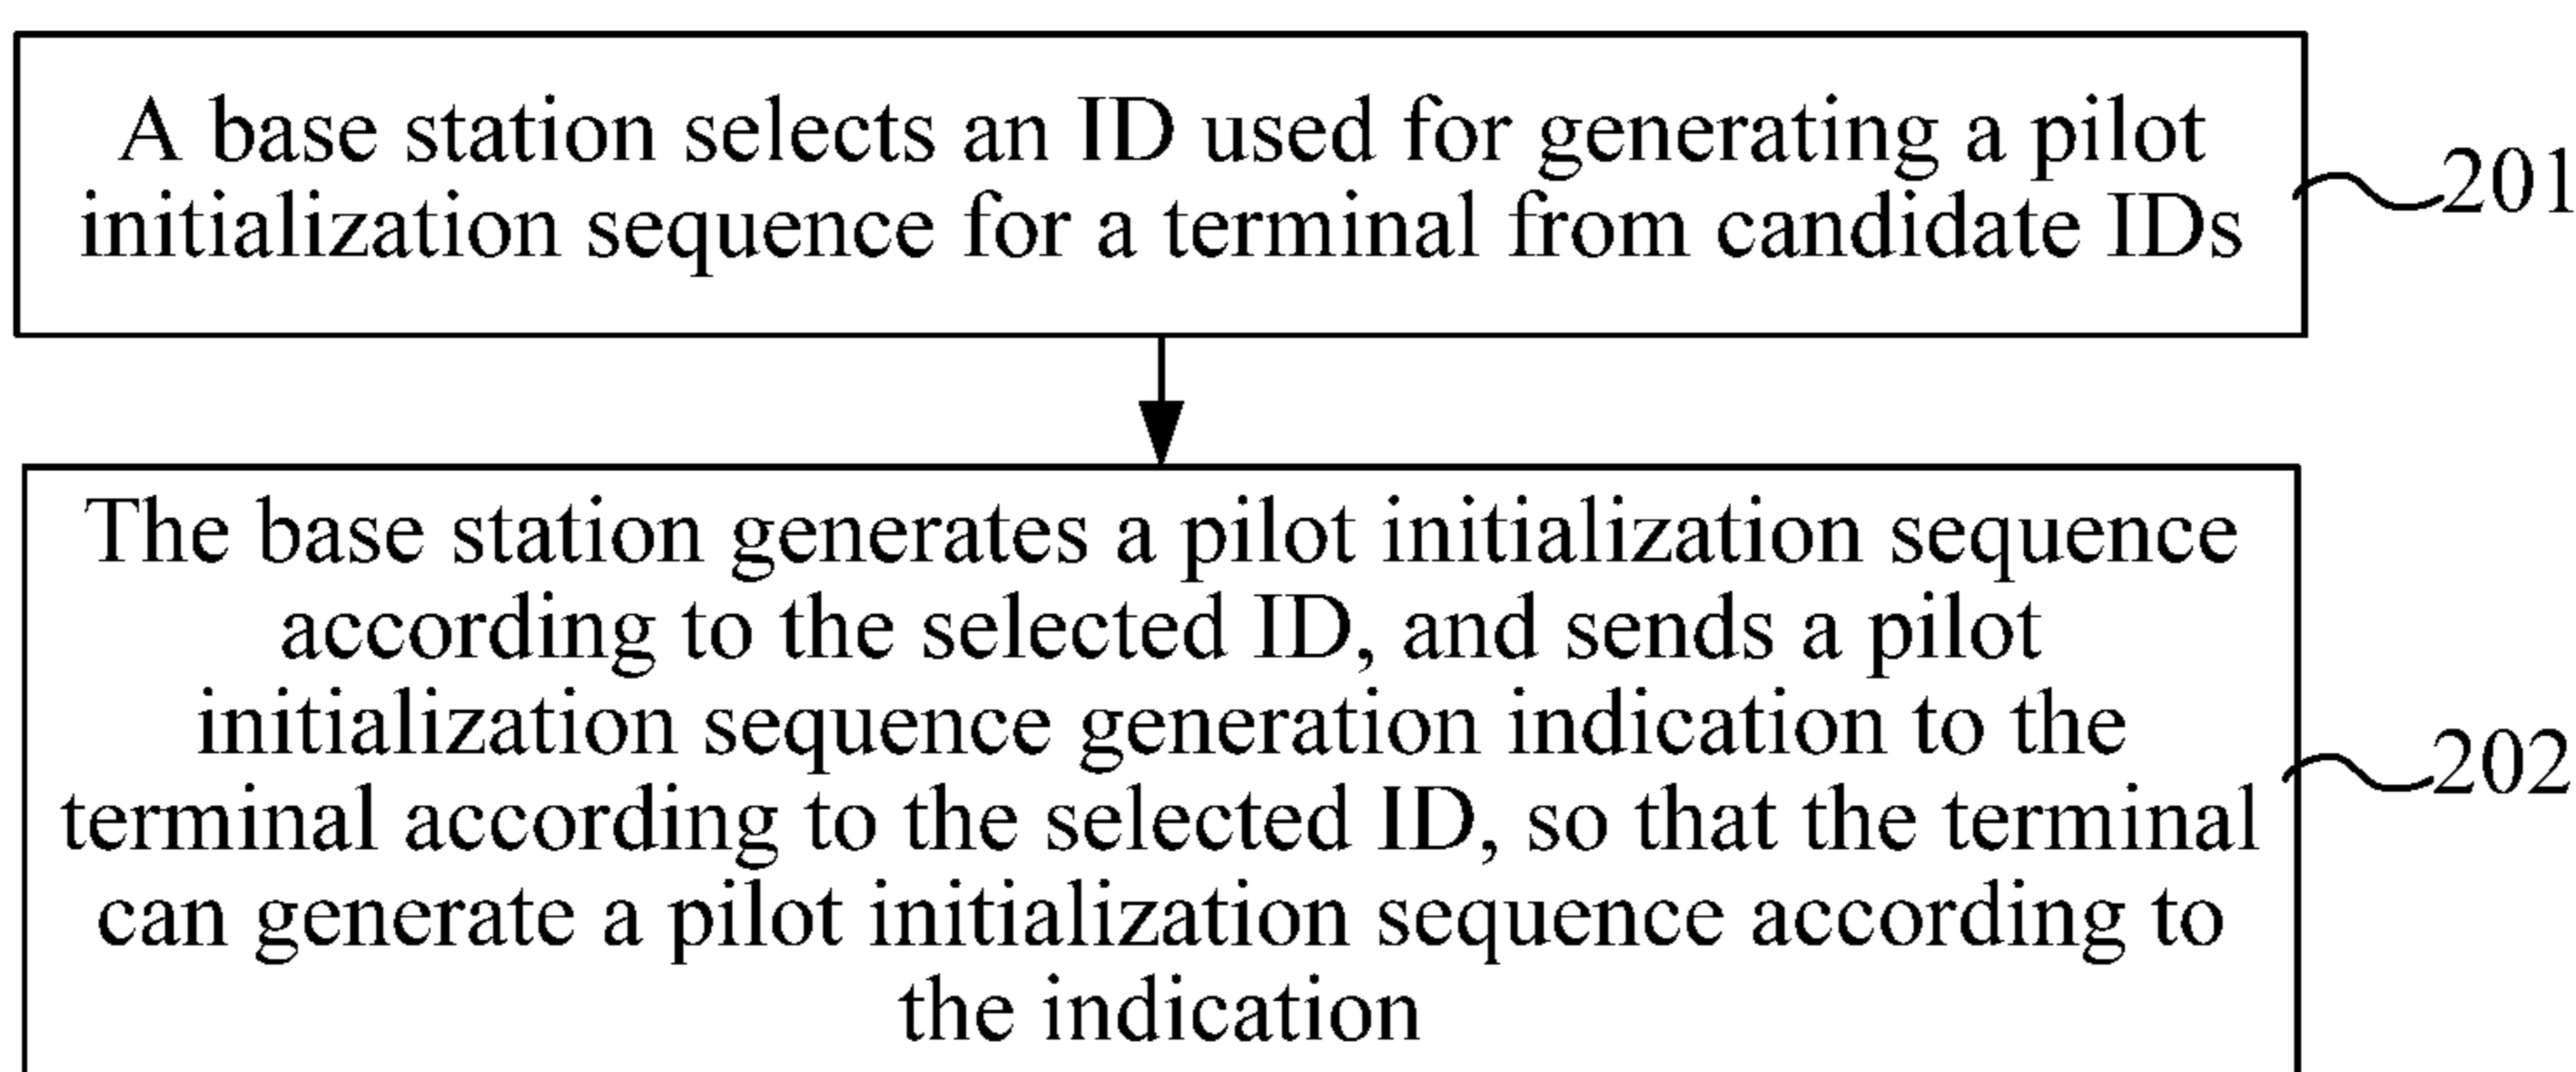 A base station selects an ID used for generating a pilot
initialization sequence for a terminal from candidate IDs
201
The base station generates a pilot initialization sequence
according to the selected ID, and sends a pilot
initialization sequence generation indication to the
terminal according to the selected ID, so that the terminal
can generate a pilot initialization sequence according to
the indication
202